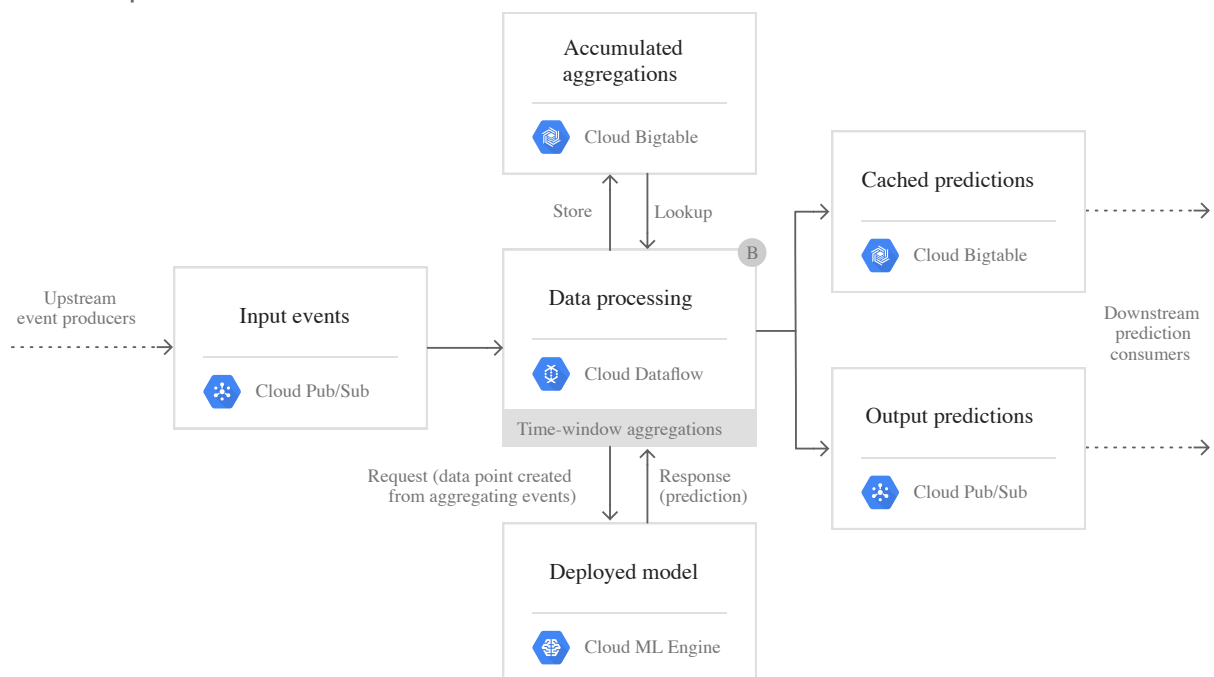 Accumulated
aggregations
Cloud Bigtable
Store
Lookup
Cached predictions
Cloud Bigtable
B
Data processing
Cloud Dataflow
Time-window aggregations
Upstream
event producers
Input events
Cloud Pub/Sub
Downstream
prediction
consumers
Output predictions
Cloud Pub/Sub
Request (data point created
from aggregating events)
Response
(prediction)
Deployed model
Cloud ML Engine